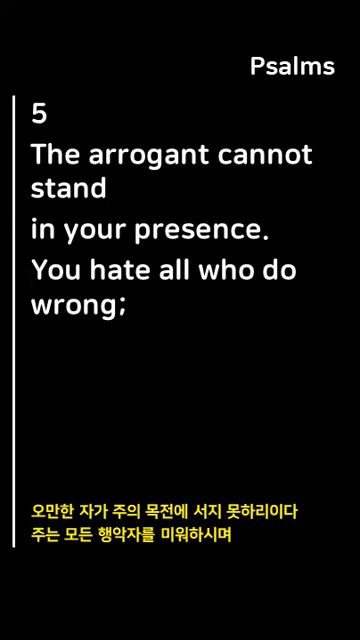 Psalms
5
The arrogant cannot
stand
in your presence.
You hate all who do
wrong;
오만한 자가 주의 목전에 서지 못하리이다
주는 모든 행악자를 미워하시며